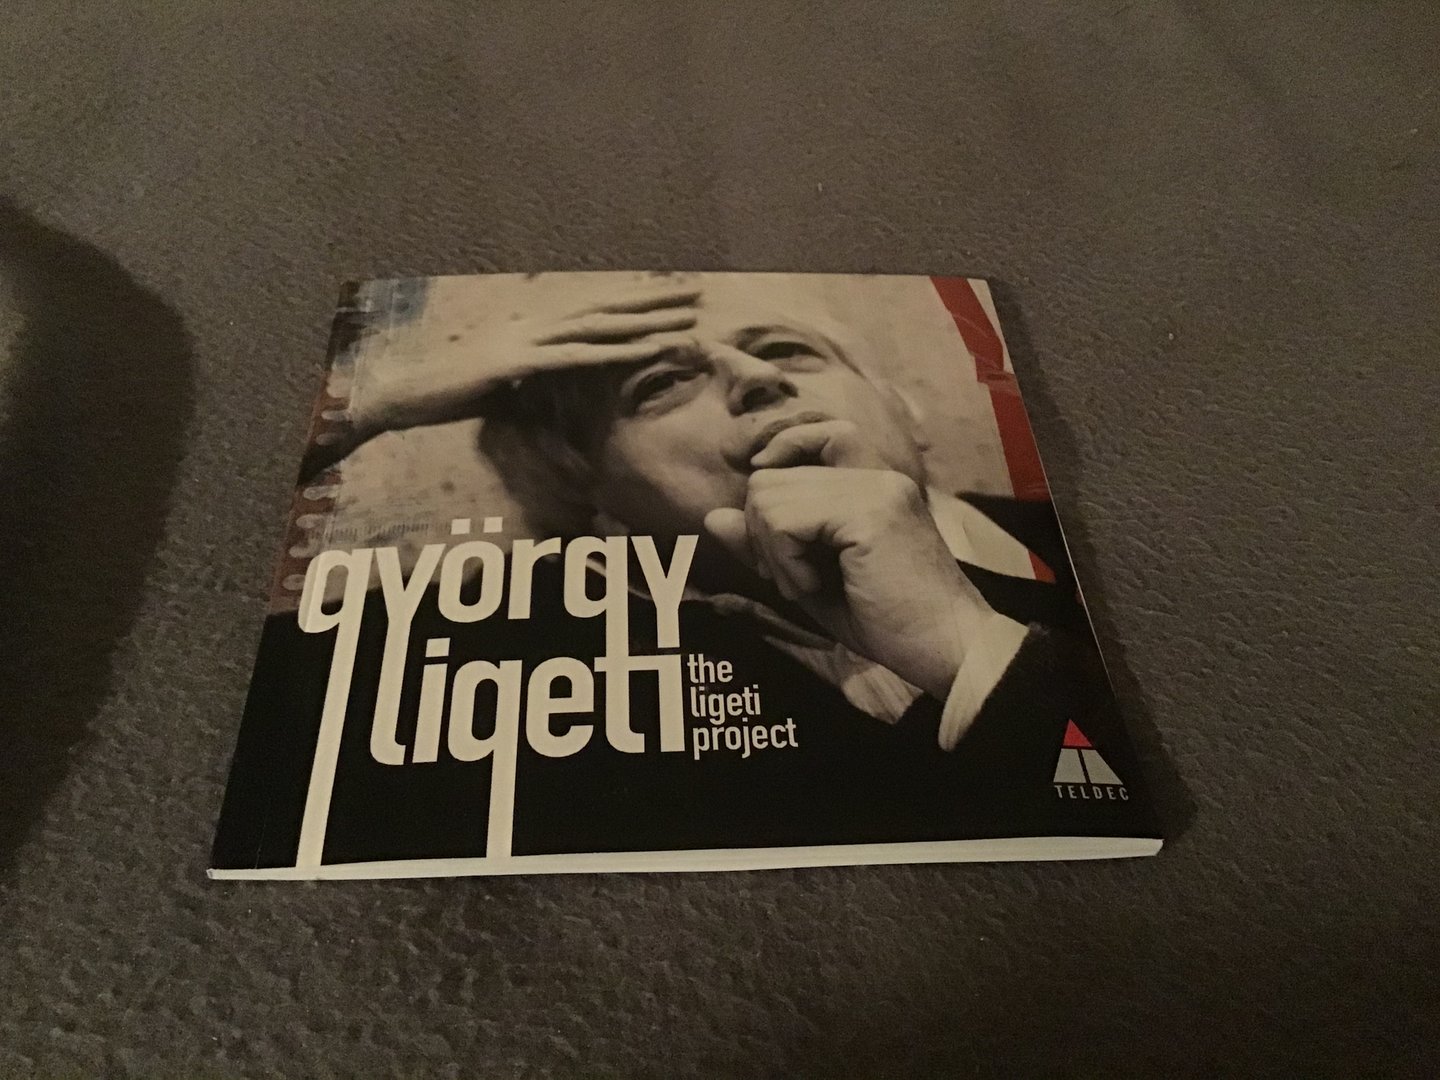 györgy
ligeti
the
ligeti
project
TELDEC